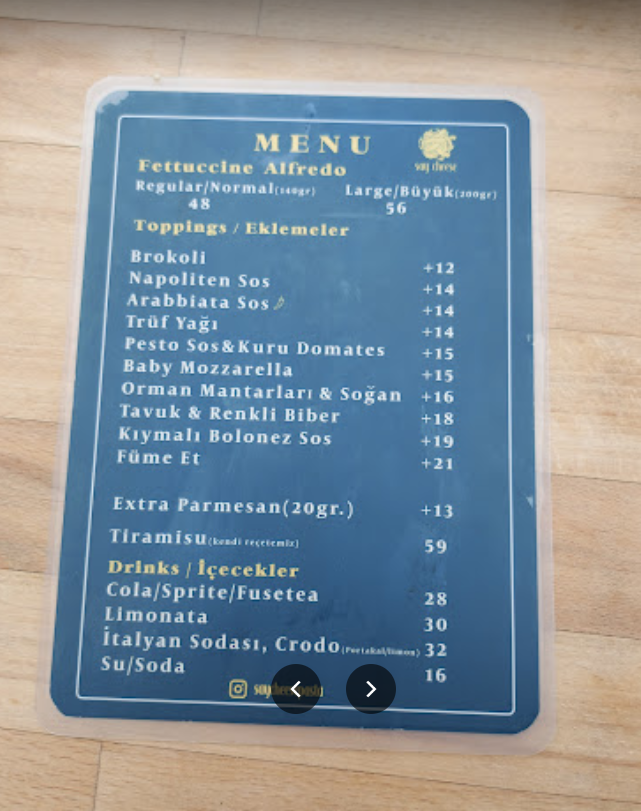 MENU
say cheese
Fettuccine Alfredo
Regular/Normal(140gr) Large/Büyük(200gr)
48 56
Toppings / Eklemeler
Brokoli +12
Napoliten Sos +14
Arabbiata Sos +14
Trüf Yağı +14
Pesto Sos&Kuru Domates +15
Baby Mozzarella +15
Orman Mantarları & Soğan +16
Tavuk & Renkli Biber +18
Kıymalı Bolonez Sos +19
Füme Et +21
Extra Parmesan(20gr.) +13
Tiramisu(kendi reçetemiz) 59
Drinks / İçecekler
Cola/Sprite/Fusetea 28
Limonata 30
İtalyan Sodası, Crodo(Portakal/limon) 32
Su/Soda 16